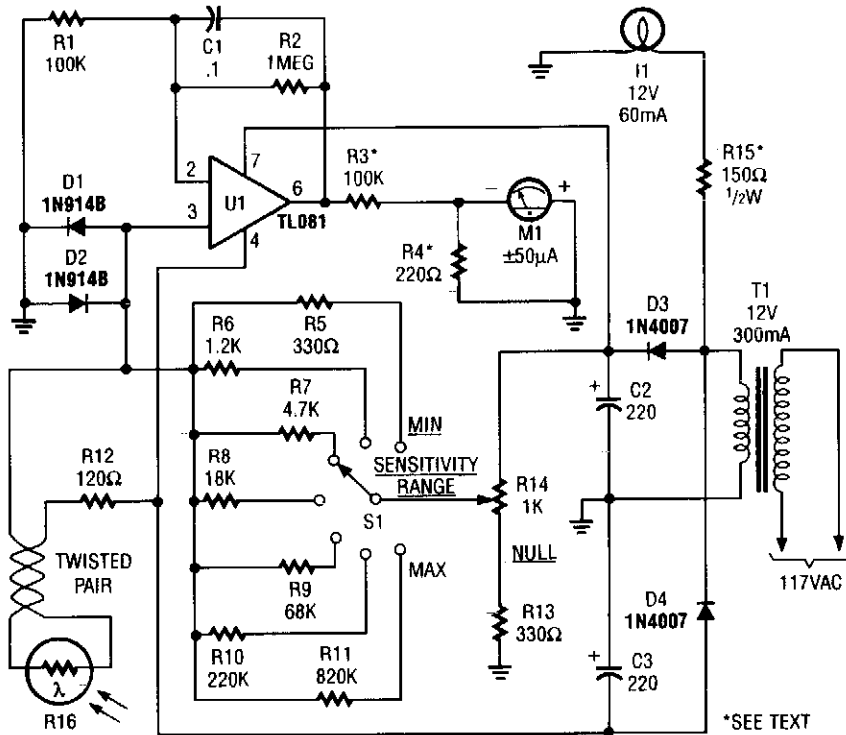 R1
100K
C1
.1
R2
1MEG
I1
12V
60mA
R15*
150Ω
1/2W
D1
1N914B
D2
1N914B
2
3
7
6
4
U1
TL081
R3*
100K
− +
M1
±50µA
R4*
220Ω
D3
1N4007
T1
12V
300mA
R6
1.2K
R5
330Ω
R7
4.7K
MIN
SENSITIVITY
RANGE
R8
18K
S1
R12
120Ω
+
C2
220
R14
1K
NULL
TWISTED
PAIR
R9
68K
MAX
117VAC
R13
330Ω
D4
1N4007
R10
220K
R11
820K
+
C3
220
λ
R16
*SEE TEXT